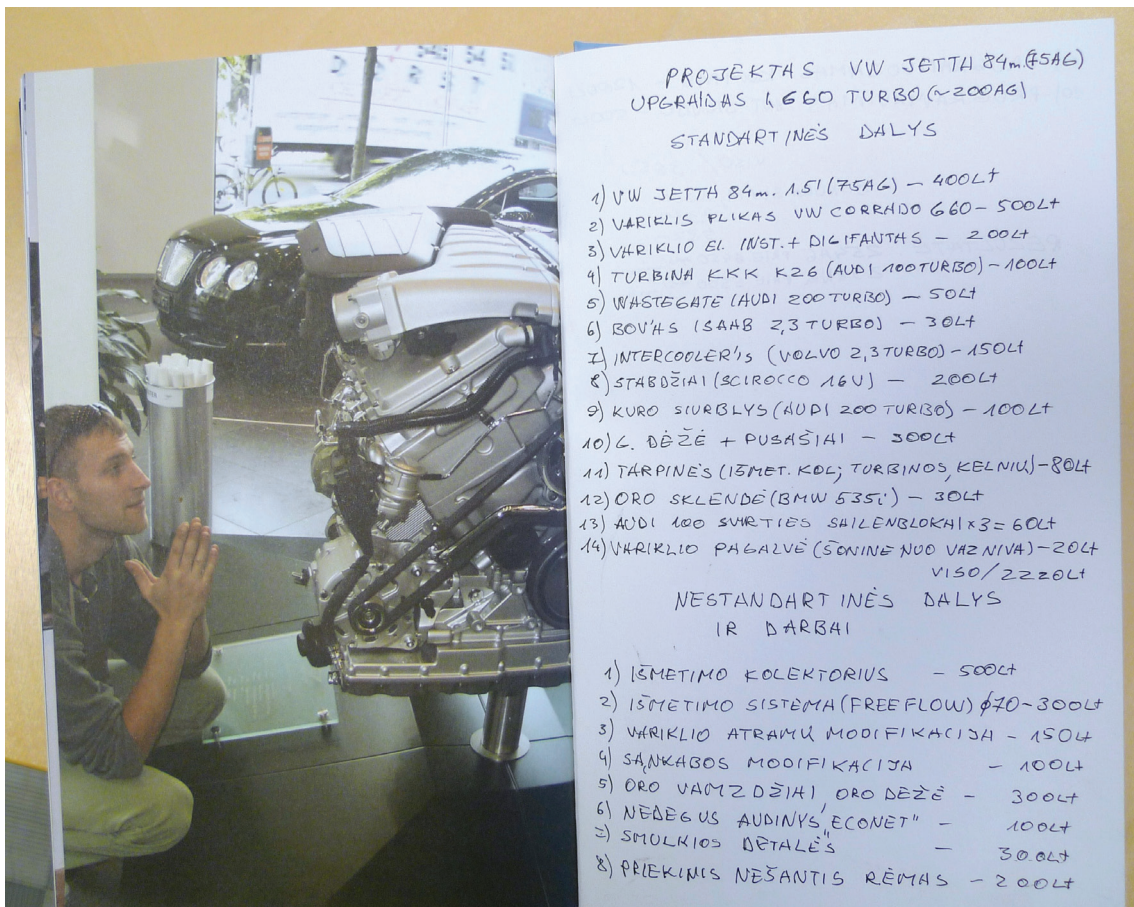 PROJEKTAS VW JETTA 84m. (75AG)
UPGRAIDAS 1,6 G60 TURBO (~200AG)
STANDARTINĖS DALYS
1) VW JETTA 84m. 1.5i (75AG) – 400Lt
2) VARIKLIS PLIKAS VW CORRADO G60 – 500Lt
3) VARIKLIO EL. INST. + DIGIFANTAS – 200Lt
4) TURBINA KKK K26 (AUDI 100 TURBO) – 100Lt
5) WASTEGATE (AUDI 200 TURBO) – 50Lt
6) BOV'AS (SAAB 2,3 TURBO) – 30Lt
7) INTERCOOLER'is (VOLVO 2,3 TURBO) – 150Lt
8) STABDŽIAI (SCIROCCO 16V) – 200Lt
9) KURO SIURBLYS (AUDI 200 TURBO) – 100Lt
10) G. DĖŽĖ + PUSAŠIAI – 300Lt
11) TARPINĖS (IŠMET. KOL; TURBINOS, KELNIŲ) – 80Lt
12) ORO SKLENDĖ (BMW 535i) – 30Lt
13) AUDI 100 SVIRTIES SAILENBLOKAI x 3 = 60Lt
14) VARIKLIO PAGALVĖ (ŠONINĖ NUO VAZ NIVA) – 20Lt
VISO / 2220Lt
NESTANDARTINĖS DALYS
IR DARBAI
1) IŠMETIMO KOLEKTORIUS – 500Lt
2) IŠMETIMO SISTEMA (FREE FLOW) ϕ70 – 300Lt
3) VARIKLIO ATRAMŲ MODIFIKACIJA – 150Lt
4) SĄNKABOS MODIFIKACIJA – 100Lt
5) ORO VAMZDŽIAI, ORO DĖŽĖ – 300Lt
6) NEDEGUS AUDINYS „ECONET" – 100Lt
7) SMULKIOS DETALĖS – 300Lt
8) PRIEKINIS NEŠANTIS RĖMAS – 200Lt